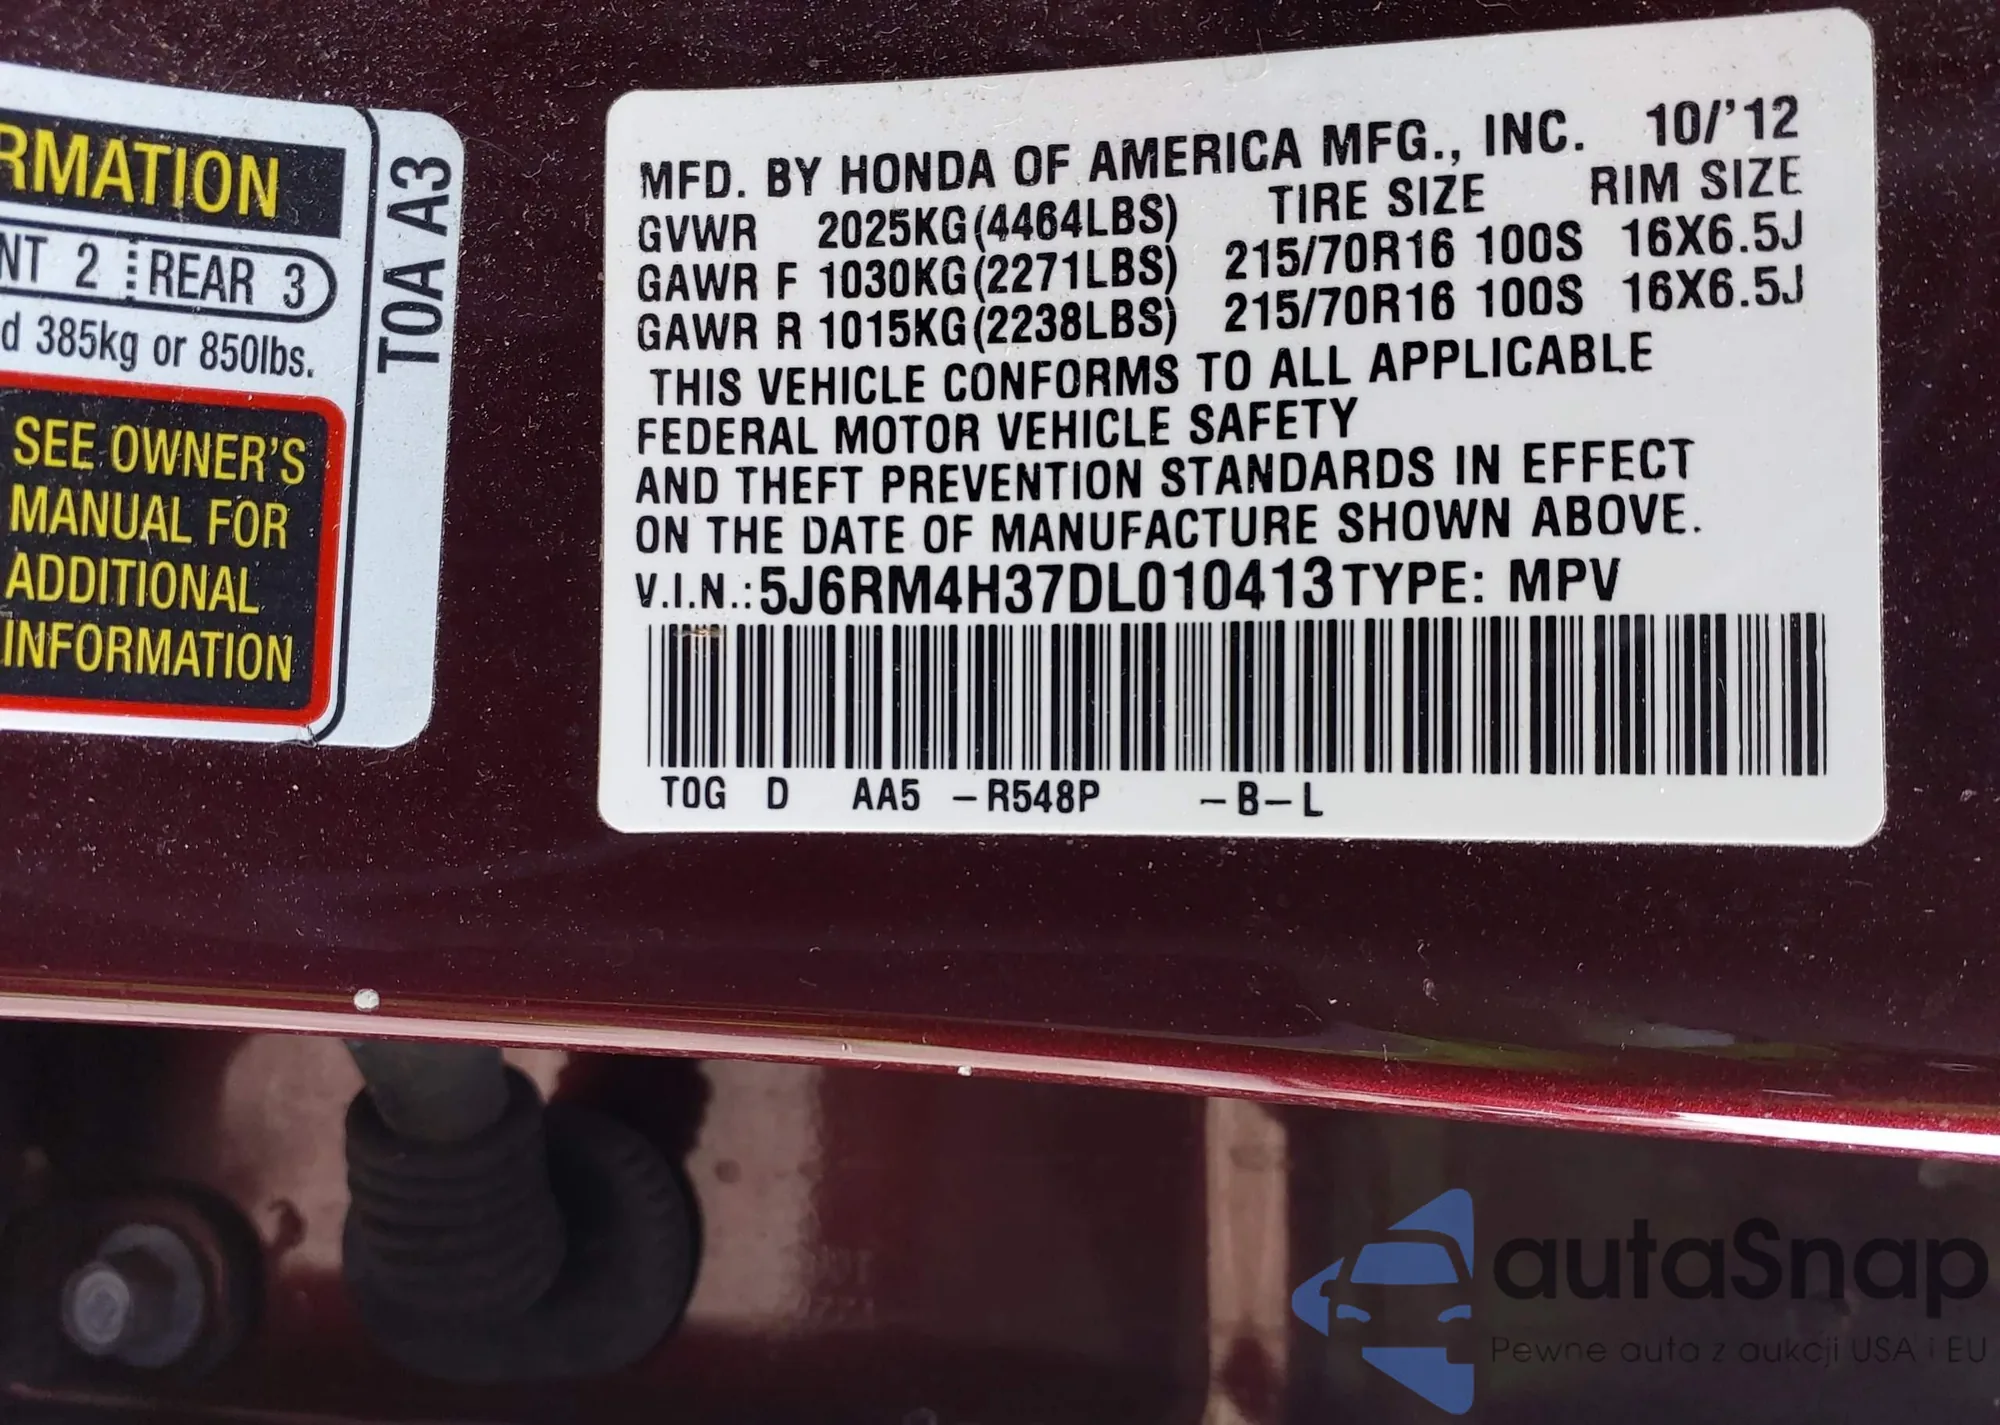 RMATION
NT 2 REAR 3
d 385kg or 850lbs.
SEE OWNER'S
MANUAL FOR
ADDITIONAL
INFORMATION
T0A A3
MFD. BY HONDA OF AMERICA MFG., INC. 10/'12
GVWR 2025KG(4464LBS) TIRE SIZE RIM SIZE
GAWR F 1030KG(2271LBS) 215/70R16 100S 16X6.5J
GAWR R 1015KG(2238LBS) 215/70R16 100S 16X6.5J
THIS VEHICLE CONFORMS TO ALL APPLICABLE
FEDERAL MOTOR VEHICLE SAFETY
AND THEFT PREVENTION STANDARDS IN EFFECT
ON THE DATE OF MANUFACTURE SHOWN ABOVE.
V.I.N.:5J6RM4H37DL010413 TYPE: MPV
T0G D AA5 -R548P -B-L
autaSnap
Pewne auta z aukcji USA i EU